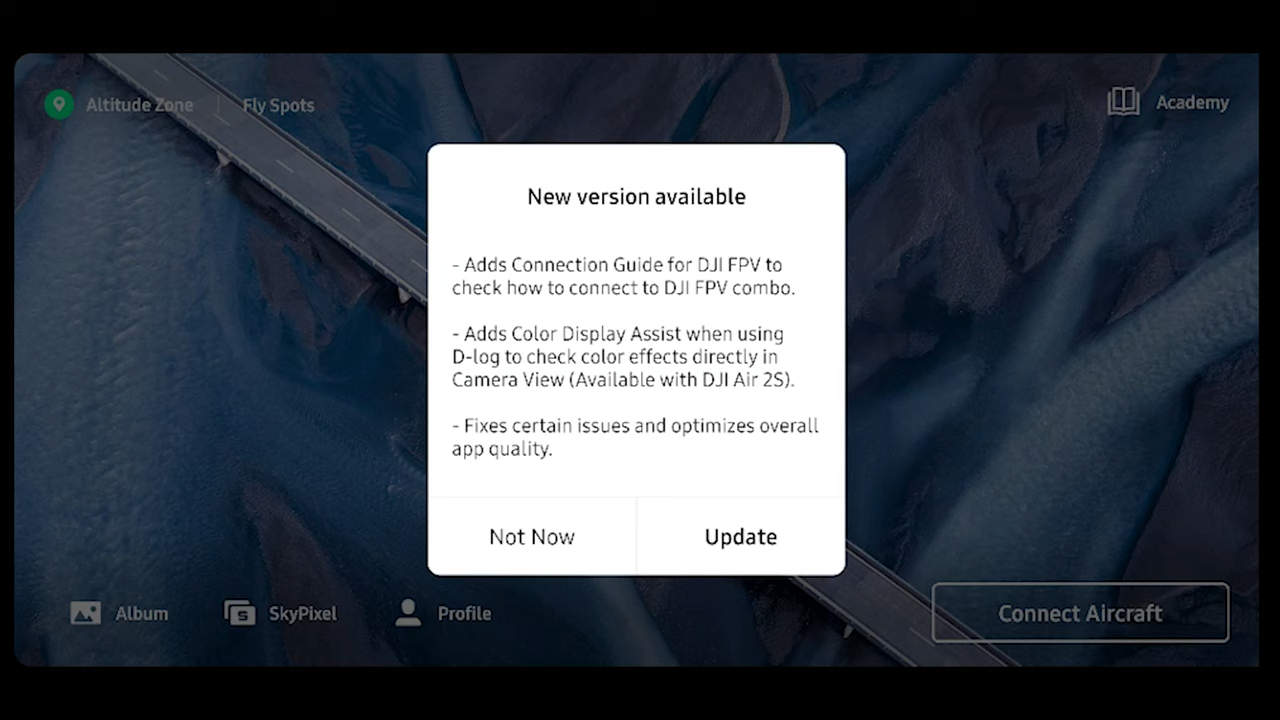 Altitude Zone
Fly Spots
Academy
New version available
- Adds Connection Guide for DJI FPV to
check how to connect to DJI FPV combo.
- Adds Color Display Assist when using
D-log to check color effects directly in
Camera View (Available with DJI Air 2S).
- Fixes certain issues and optimizes overall
app quality.
Not Now
Update
Album
S
SkyPixel
Profile
Connect Aircraft